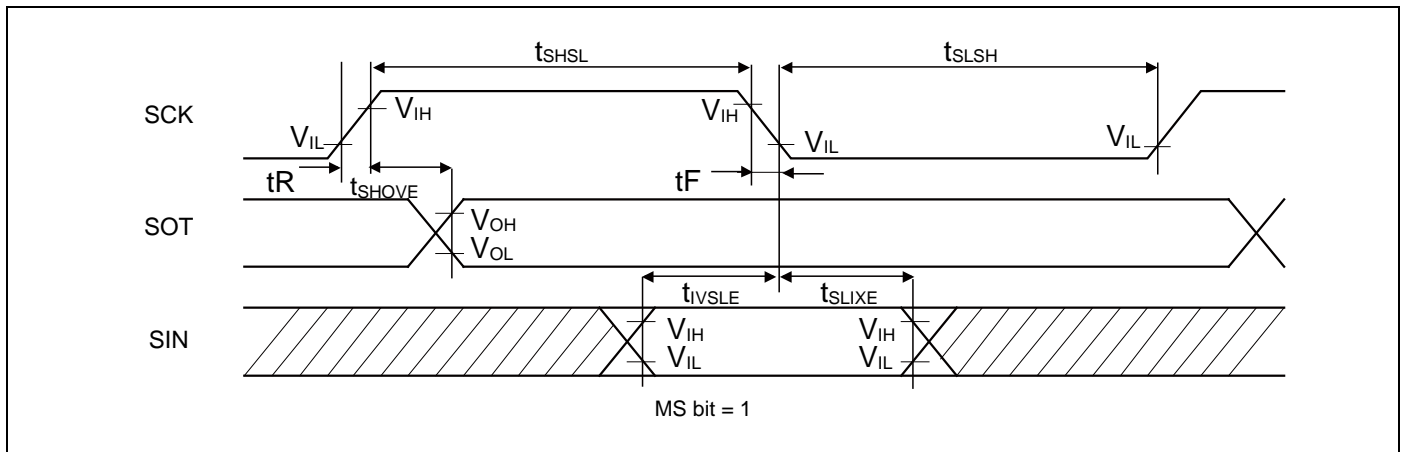 tSHSL
tSLSH
SCK
VIH
VIH
VIL
VIL
VIL
tR
tSHOVE
tF
SOT
VOH
VOL
tIVSLE
tSLIXE
SIN
VIH
VIH
VIL
VIL
MS bit = 1